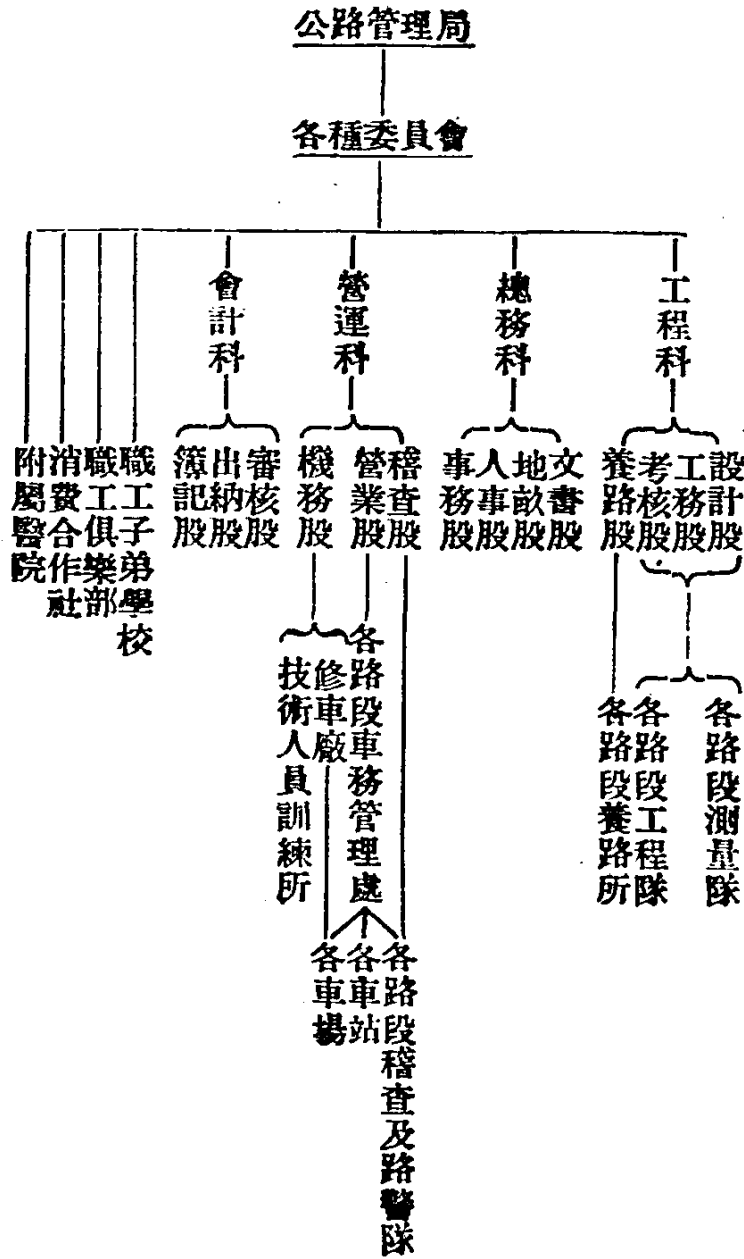 公路管理局
各種委員會
工程科
總務科
營運科
會計科
設計股
工務股
考核股
養路股
文書股
地畝股
人事股
事務股
稽查股
營業股
機務股
審核股
出納股
簿記股
職工子弟學校
職工俱樂部
消費合作社
附屬醫院
各路段測量隊
各路段工程隊
各路段養路所
各路段車務管理處
修車廠
技術人員訓練所
各路段稽查及路警隊
各車站
各車場